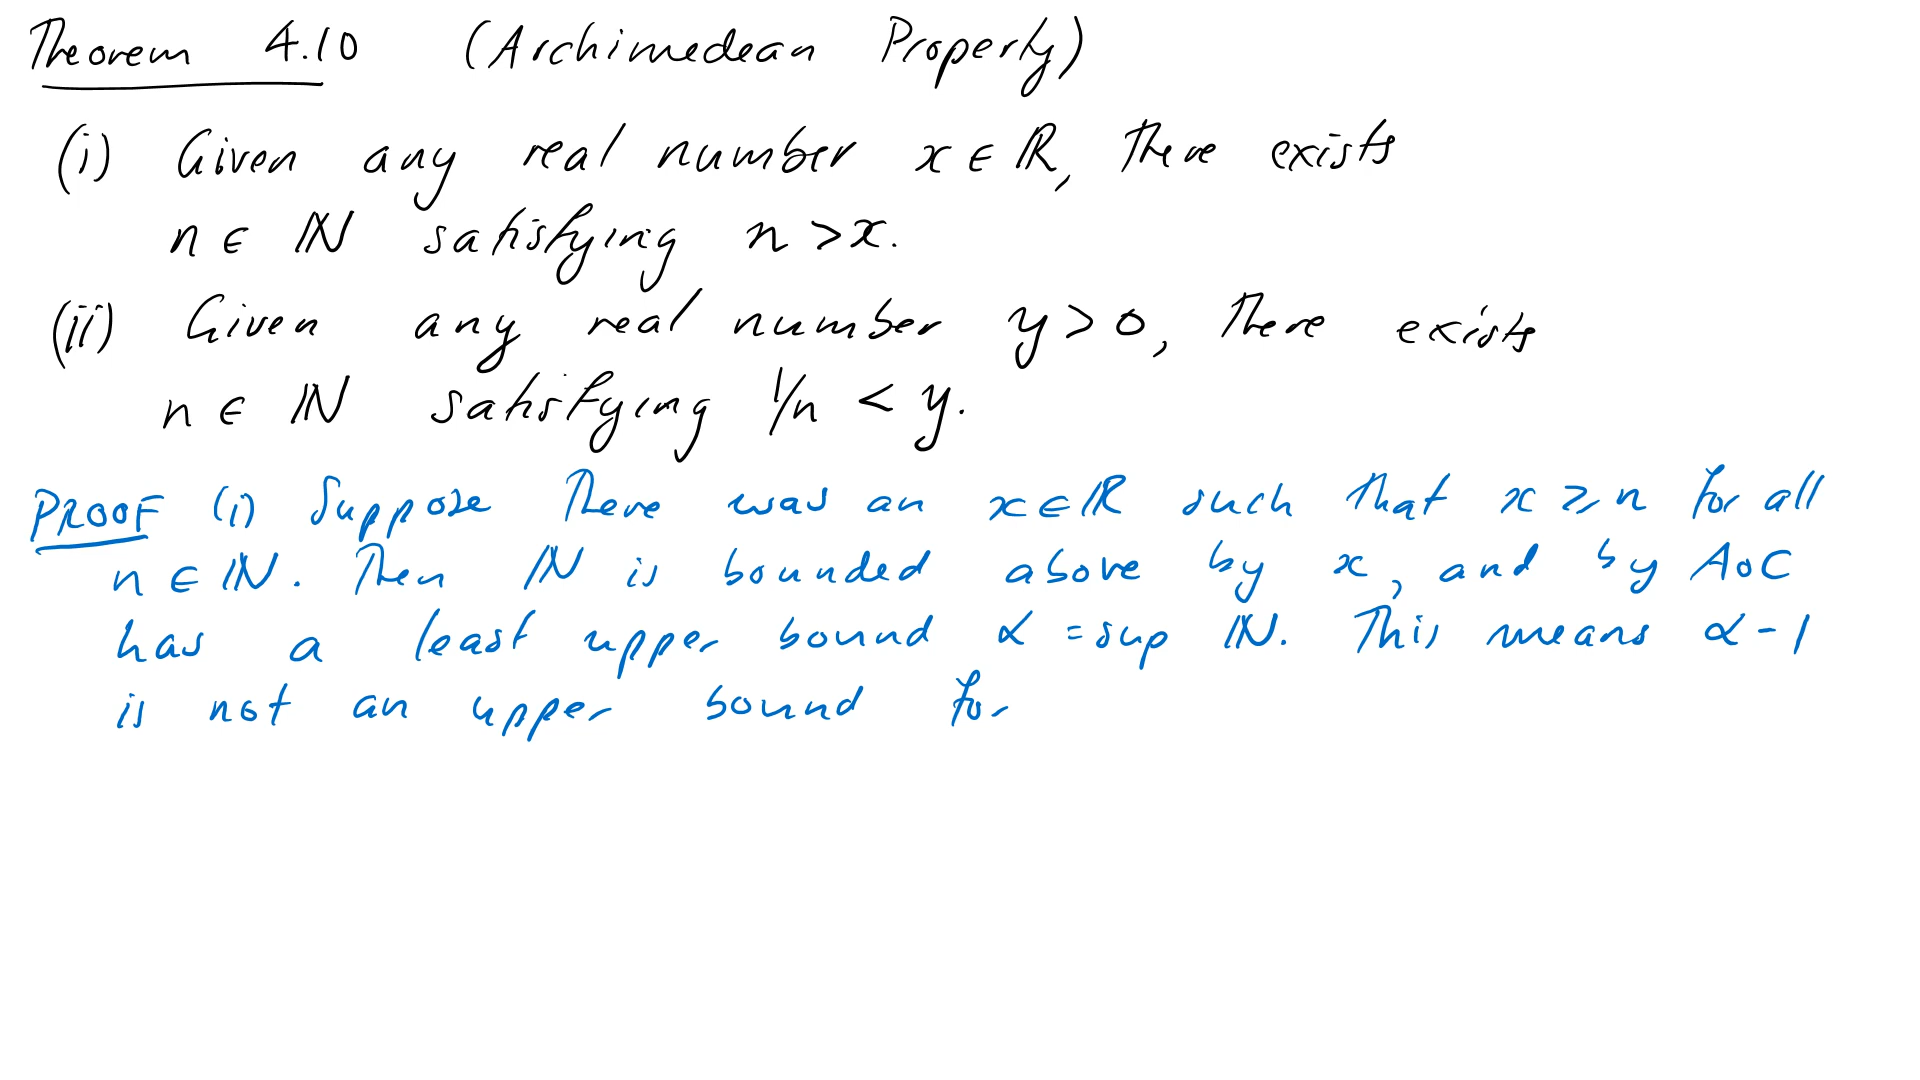 Theorem 4.10 (Archimedean Property)
(i) Given any real number x ∈ ℝ, there exists
n ∈ ℕ satisfying n > x.
(ii) Given any real number y > 0, there exists
n ∈ ℕ satisfying 1/n < y.
PROOF (i) Suppose there was an x ∈ ℝ such that x ⩾ n for all
n ∈ ℕ. Then ℕ is bounded above by x, and by AoC
has a least upper bound α = sup ℕ. This means α - 1
is not an upper bound for